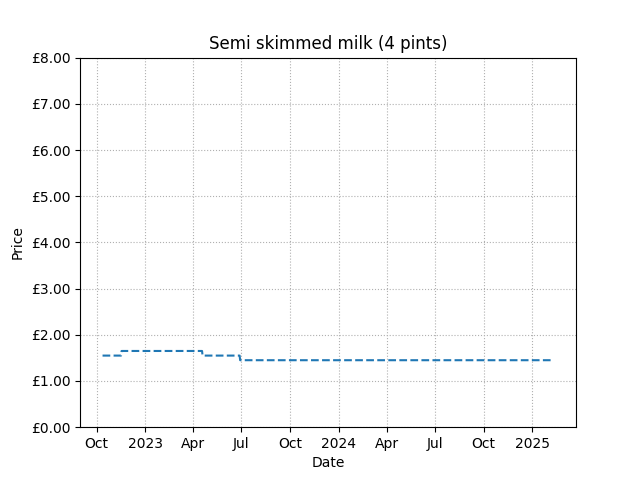 Semi skimmed milk (4 pints)
£8.00
£7.00
£6.00
£5.00
£4.00
£3.00
£2.00
£1.00
£0.00
Price
Oct 2023 Apr Jul Oct 2024 Apr Jul Oct 2025
Date